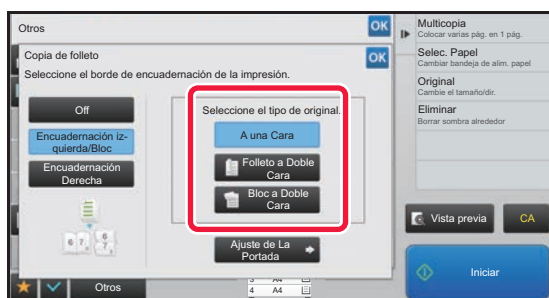 Otros
OK
Copia de folleto
OK
Seleccione el borde de encuadernación de la impresión.
Off
Encuadernación iz-
quierda/Bloc
Encuadernación
Derecha
Seleccione el tipo de original.
A una Cara
Folleto a Doble
Cara
Bloc a Doble
Cara
Ajuste de La
Portada
Otros
A4
4 A4
Multicopia
Colocar varias pág. en 1 pág.
Selec. Papel
Cambiar bandeja de alim. papel
Original
Cambie el tamaño/dir.
Eliminar
Borrar sombra alrededor
Vista previa
CA
Iniciar